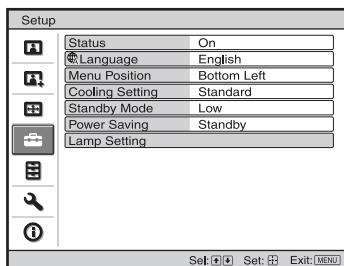 Setup
Status On
Language English
Menu Position Bottom Left
Cooling Setting Standard
Standby Mode Low
Power Saving Standby
Lamp Setting
Sel: Set: Exit: MENU